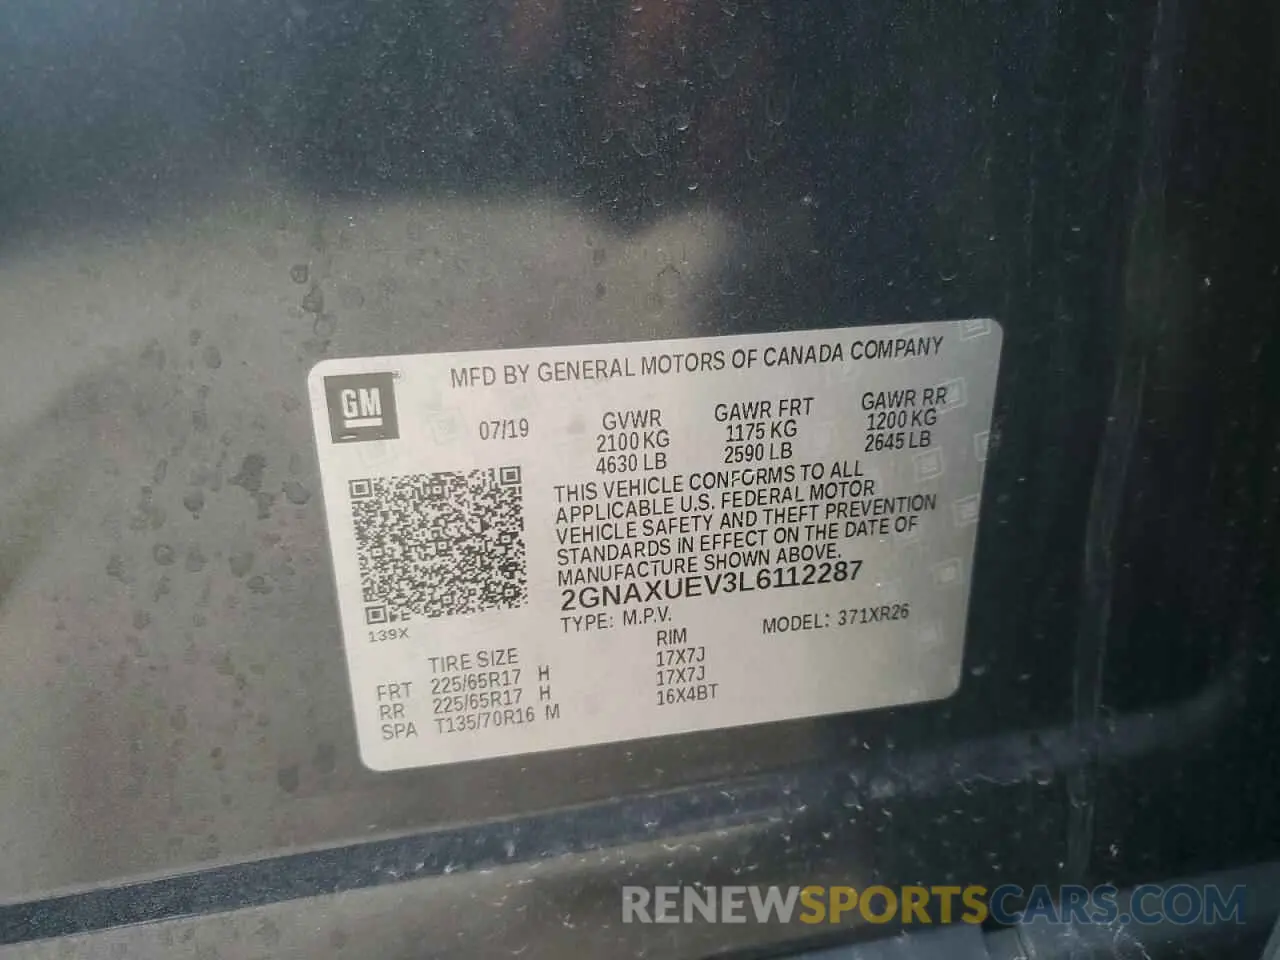 MFD BY GENERAL MOTORS OF CANADA COMPANY
GM
07/19 GVWR GAWR FRT GAWR RR
2100 KG 1175 KG 1200 KG
4630 LB 2590 LB 2645 LB
THIS VEHICLE CONFORMS TO ALL
APPLICABLE U.S. FEDERAL MOTOR
VEHICLE SAFETY AND THEFT PREVENTION
STANDARDS IN EFFECT ON THE DATE OF
MANUFACTURE SHOWN ABOVE.
2GNAXUEV3L6112287
TYPE: M.P.V. MODEL: 371XR26
139X
TIRE SIZE RIM
FRT 225/65R17 H 17X7J
RR 225/65R17 H 17X7J
SPA T135/70R16 M 16X4BT
RENEWSPORTSCARS.COM